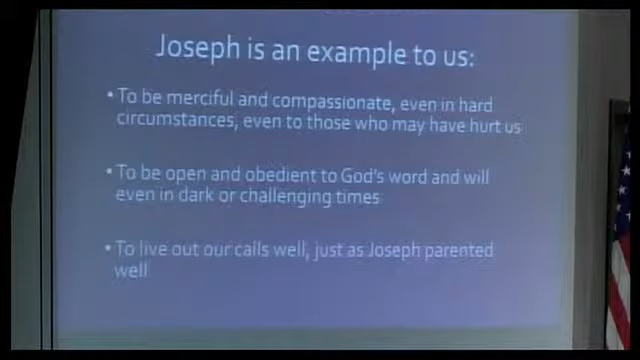 Joseph is an example to us:
• To be merciful and compassionate, even in hard
circumstances, even to those who may have hurt us
• To be open and obedient to God's word and will
even in dark or challenging times
• To live out our calls well, just as Joseph parented
well